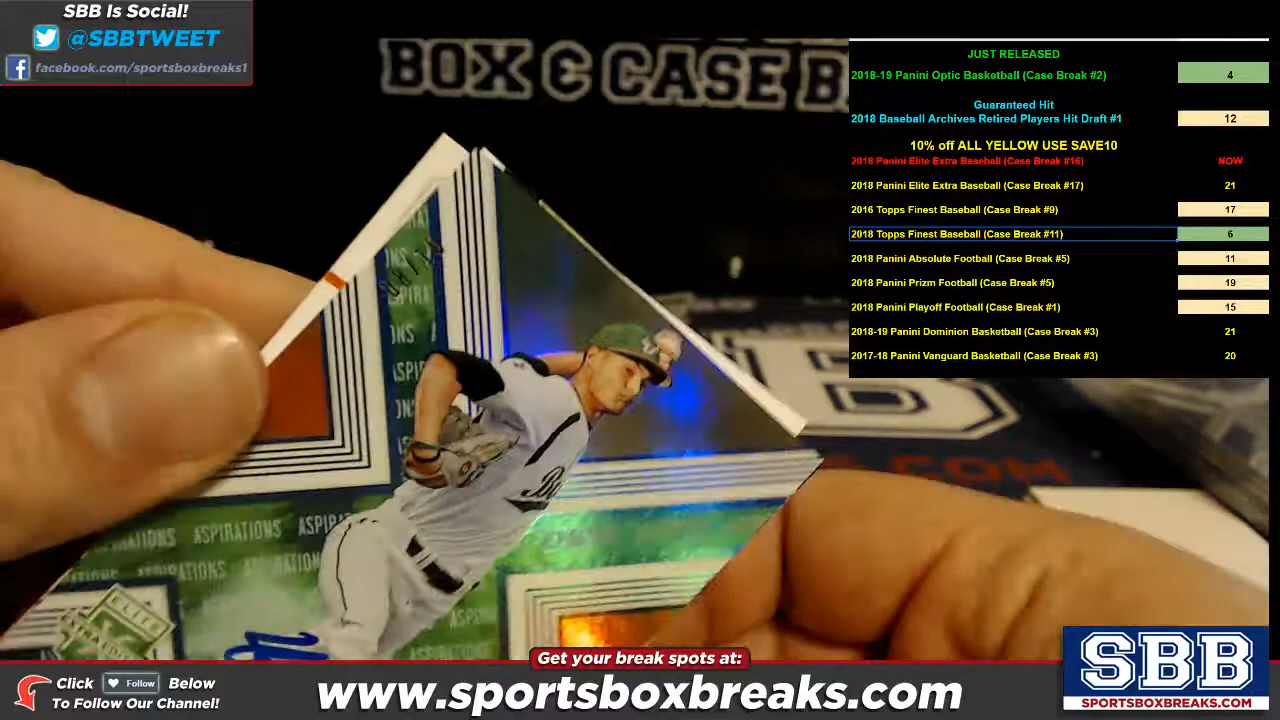 SBB Is Social!
@SBBTWEET
facebook.com/sportsboxbreaks1
BOX & CASE
JUST RELEASED
2018-19 Panini Optic Basketball (Case Break #2) 4
Guaranteed Hit
2018 Baseball Archives Retired Players Hit Draft #1 12
10% off ALL YELLOW USE SAVE10
2018 Panini Elite Extra Baseball (Case Break #16) NOW
2018 Panini Elite Extra Baseball (Case Break #17) 21
2016 Topps Finest Baseball (Case Break #9) 17
2018 Topps Finest Baseball (Case Break #11) 6
2018 Panini Absolute Football (Case Break #5) 11
2018 Panini Prizm Football (Case Break #5) 19
2018 Panini Playoff Football (Case Break #1) 15
2018-19 Panini Dominion Basketball (Case Break #3) 21
2017-18 Panini Vanguard Basketball (Case Break #3) 20
ASPIRATIONS
ASPIRATIONS
ELITE
Get your break spots at:
Click Follow Below
To Follow Our Channel!
www.sportsboxbreaks.com
SBB
SPORTSBOXBREAKS.COM